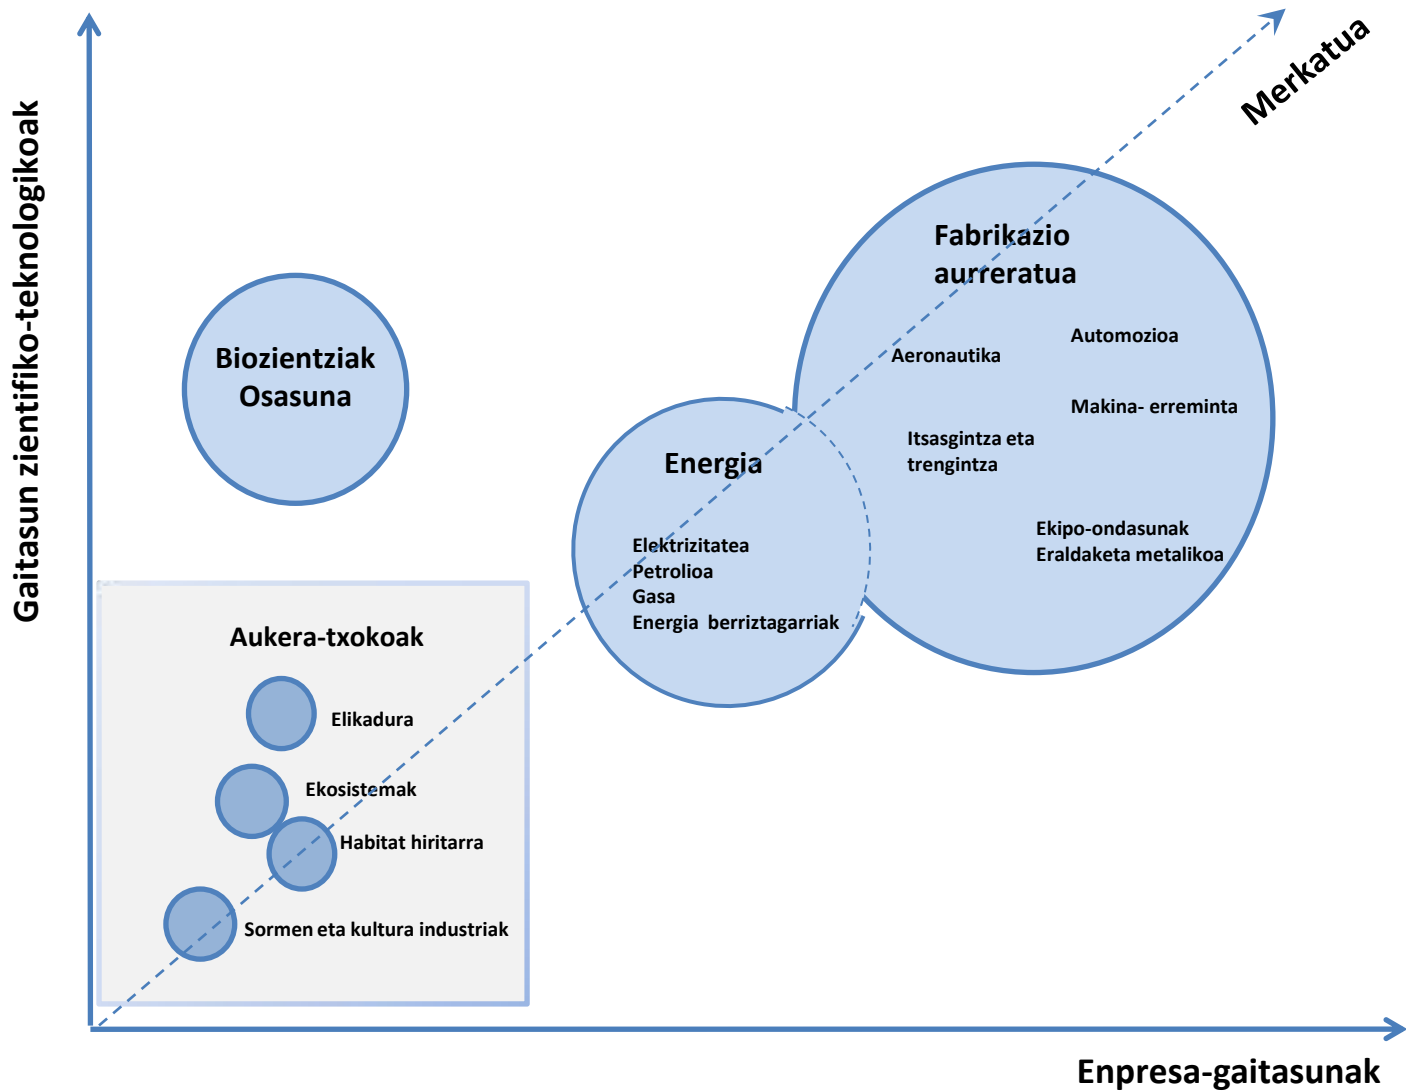 Gaitasun zientifiko-teknologikoak
Merkatua
Fabrikazio
aurreratua
Automozioa
Aeronautika
Makina- erreminta
Itsasgintza eta
trengintza
Ekipo-ondasunak
Eraldaketa metalikoa
Biozientziak
Osasuna
Energia
Elektrizitatea
Petrolioa
Gasa
Energia berriztagarriak
Aukera-txokoak
Elikadura
Ekosistemak
Habitat hiritarra
Sormen eta kultura industriak
Enpresa-gaitasunak